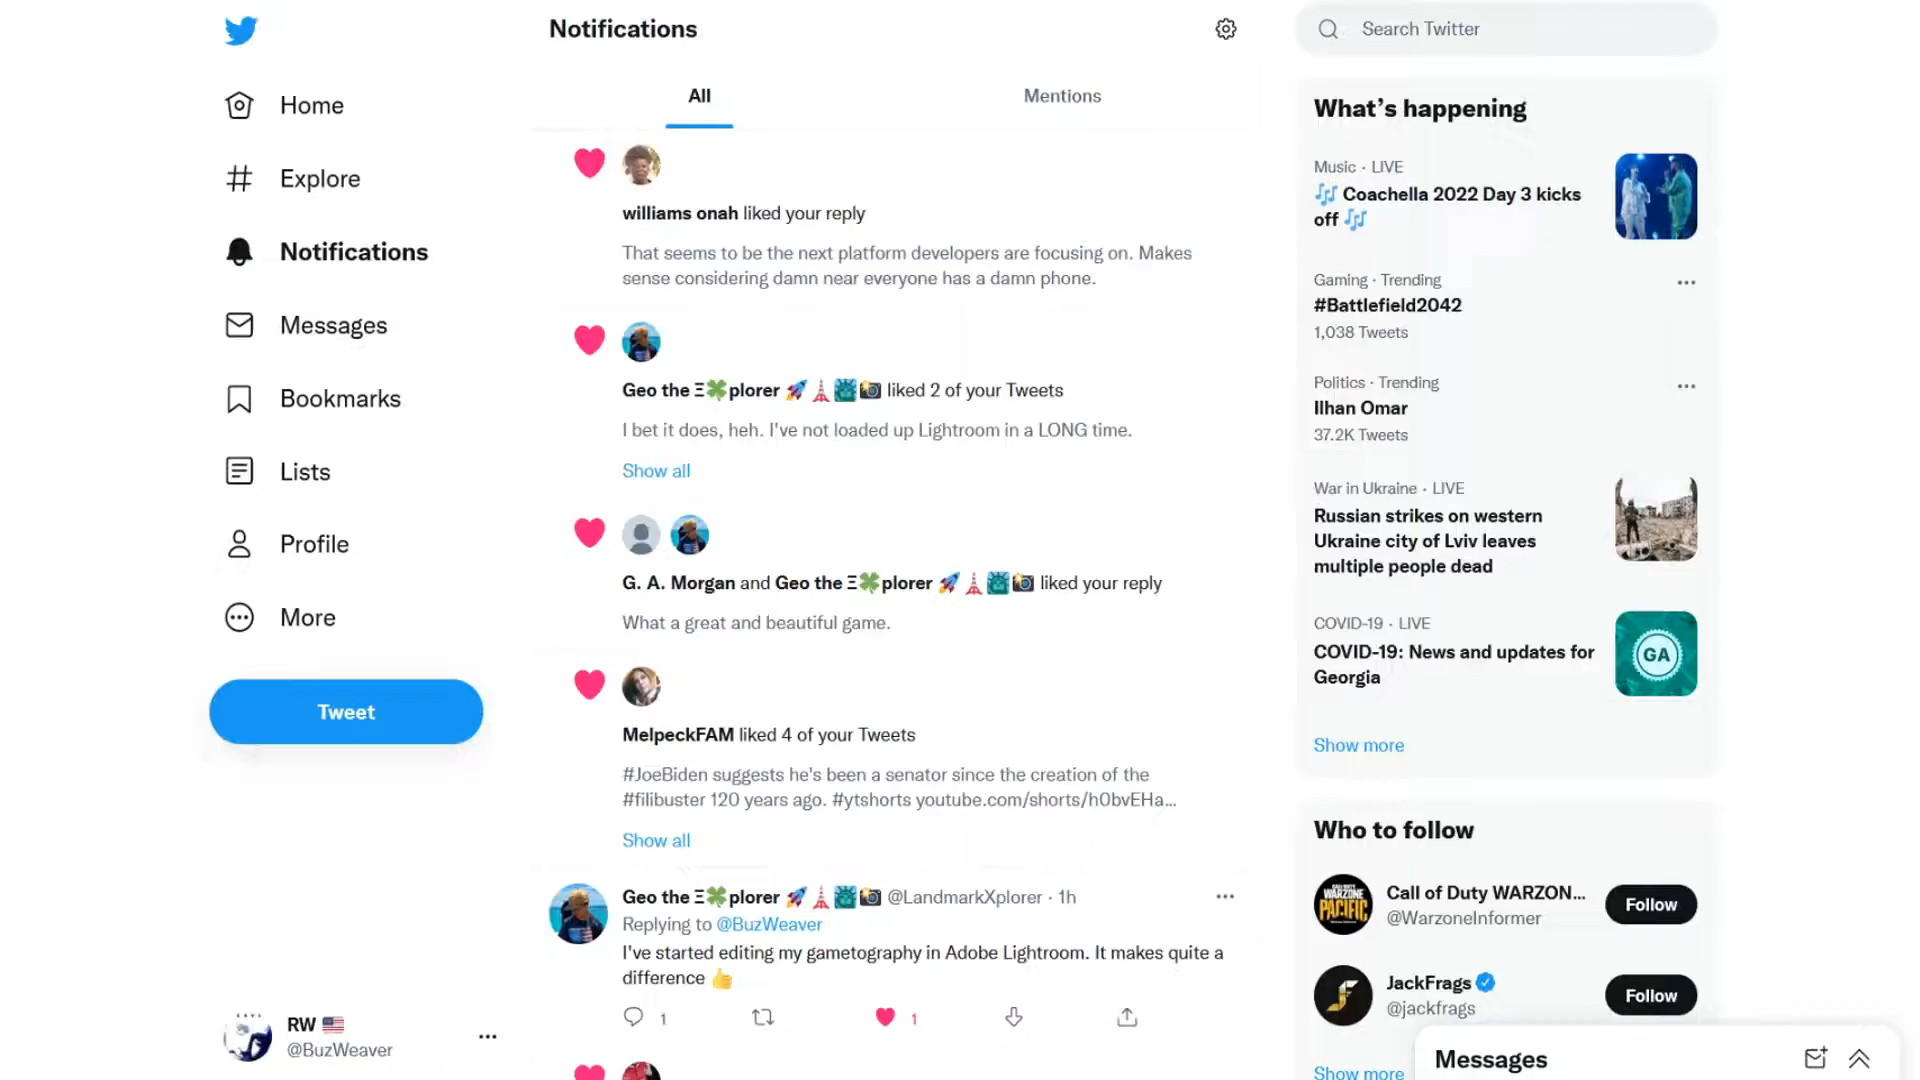 Home
Explore
Notifications
Messages
Bookmarks
Lists
Profile
More
Tweet
RW 🇺🇸
@BuzWeaver
Notifications
All
Mentions
williams onah liked your reply
That seems to be the next platform developers are focusing on. Makes
sense considering damn near everyone has a damn phone.
Geo the Ξ🍀plorer 🚀🗼🗽📸 liked 2 of your Tweets
I bet it does, heh. I've not loaded up Lightroom in a LONG time.
Show all
G. A. Morgan and Geo the Ξ🍀plorer 🚀🗼🗽📸 liked your reply
What a great and beautiful game.
MelpeckFAM liked 4 of your Tweets
#JoeBiden suggests he's been a senator since the creation of the
#filibuster 120 years ago. #ytshorts youtube.com/shorts/h0bvEHa...
Show all
Geo the Ξ🍀plorer 🚀🗼🗽📸 @LandmarkXplorer · 1h
Replying to @BuzWeaver
I've started editing my gametography in Adobe Lightroom. It makes quite a
difference 👍
1
1
Search Twitter
What's happening
Music · LIVE
🎶 Coachella 2022 Day 3 kicks
off 🎶
Gaming · Trending
#Battlefield2042
1,038 Tweets
Politics · Trending
Ilhan Omar
37.2K Tweets
War in Ukraine · LIVE
Russian strikes on western
Ukraine city of Lviv leaves
multiple people dead
COVID-19 · LIVE
COVID-19: News and updates for
Georgia
GA
Show more
Who to follow
WARZONE
PACIFIC
Call of Duty WARZON...
@WarzoneInformer
Follow
JackFrags
@jackfrags
Follow
Show more
Messages